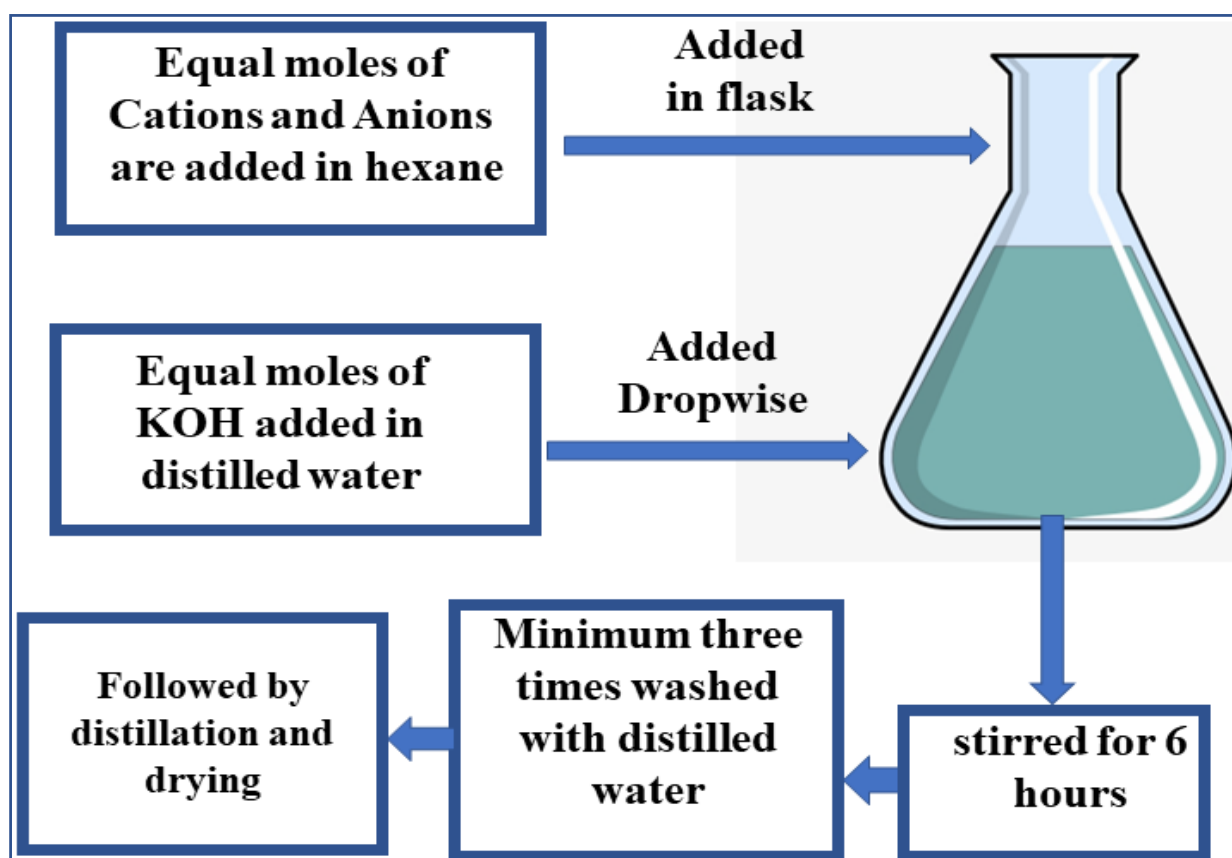 Equal moles of
Cations and Anions
are added in hexane
Added
in flask
Equal moles of
KOH added in
distilled water
Added
Dropwise
stirred for 6
hours
Minimum three
times washed
with distilled
water
Followed by
distillation and
drying